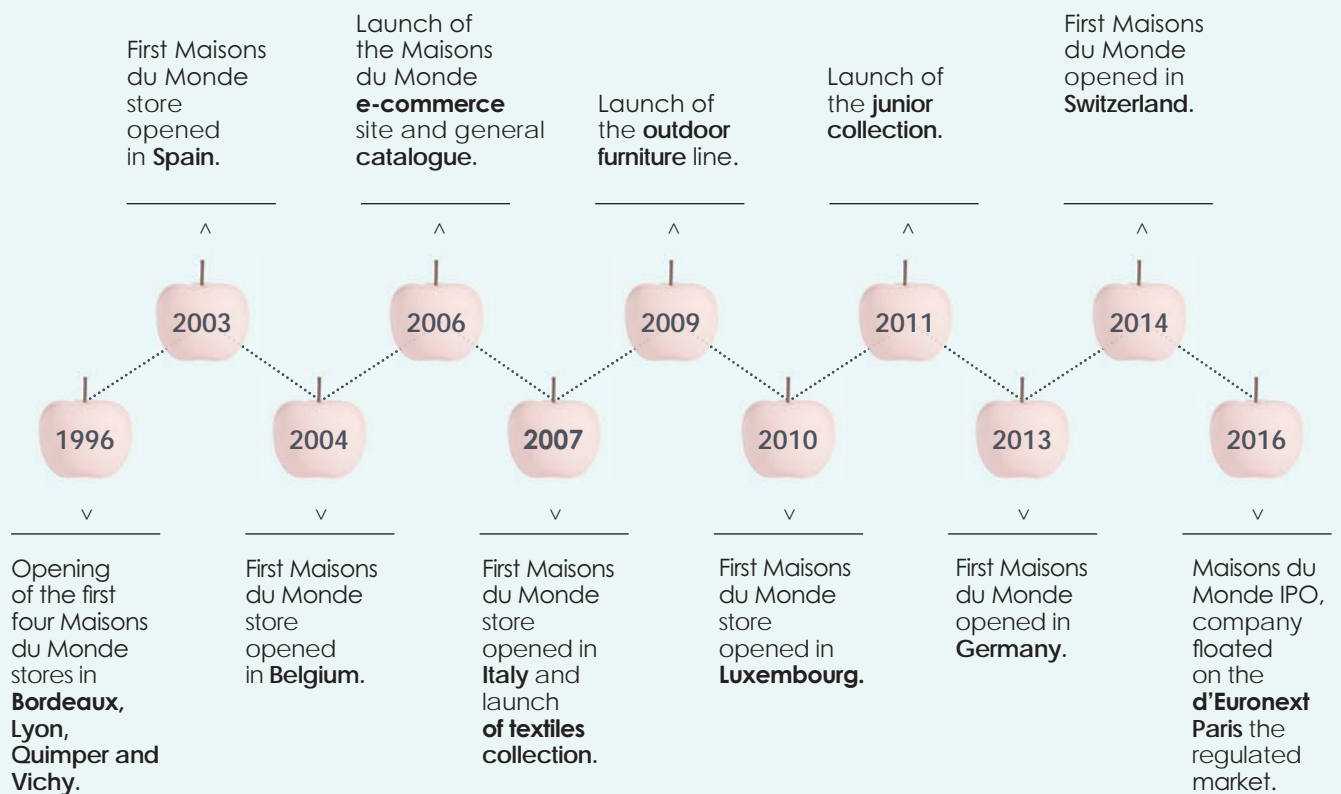 First Maisons
du Monde
store
opened
in Spain.
Launch of
the Maisons
du Monde
e-commerce
site and general
catalogue.
Launch of
the outdoor
furniture line.
Launch of
the junior
collection.
First Maisons
du Monde
opened in
Switzerland.
2003
2006
2009
2011
2014
1996
2004
2007
2010
2013
2016
Opening
of the first
four Maisons
du Monde
stores in
Bordeaux,
Lyon,
Quimper and
Vichy.
First Maisons
du Monde
store
opened
in Belgium.
First Maisons
du Monde
store
opened in
Italy and
launch
of textiles
collection.
First Maisons
du Monde
store
opened in
Luxembourg.
First Maisons
du Monde
opened in
Germany.
Maisons du
Monde IPO,
company
floated
on the
d'Euronext
Paris the
regulated
market.